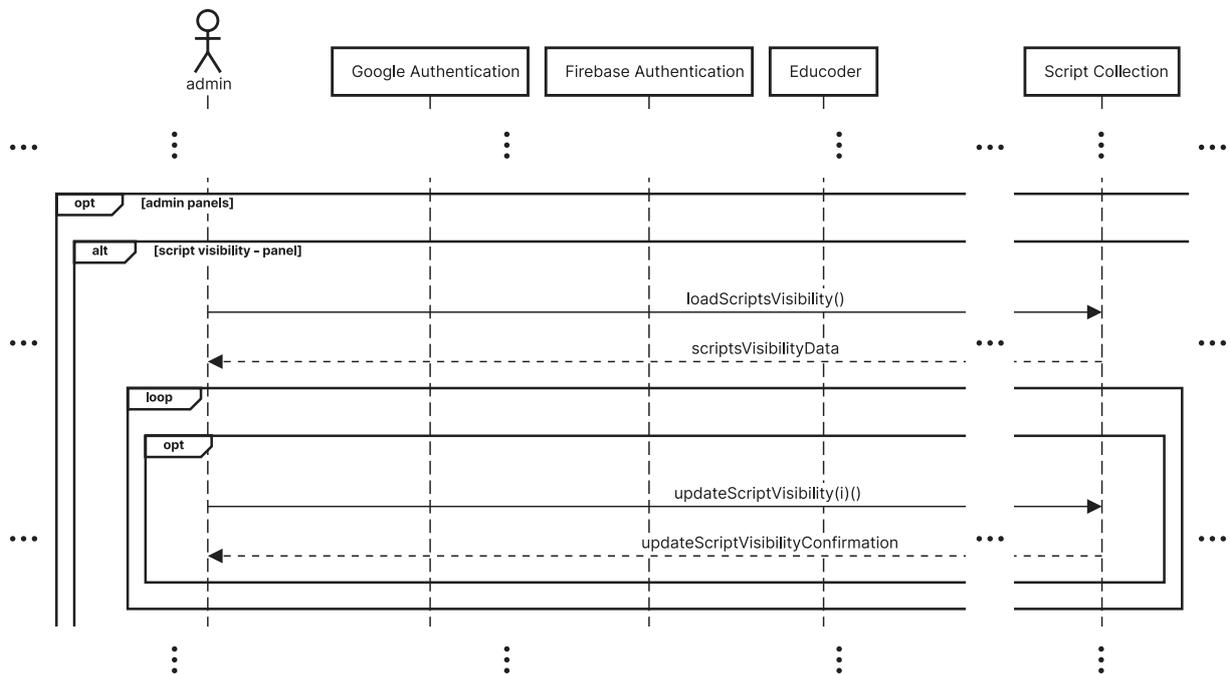 admin
Google Authentication
Firebase Authentication
Educoder
Script Collection
opt
[admin panels]
alt
[script visibility - panel]
loadScriptsVisibility()
scriptsVisibilityData
loop
opt
updateScriptVisibility(i)()
updateScriptVisibilityConfirmation